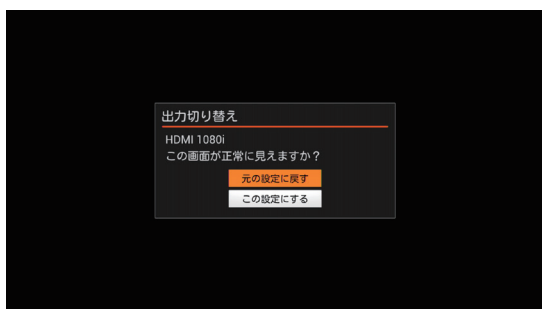 出力切り替え
HDMI 1080i
この画面が正常に見えますか？
元の設定に戻す
この設定にする